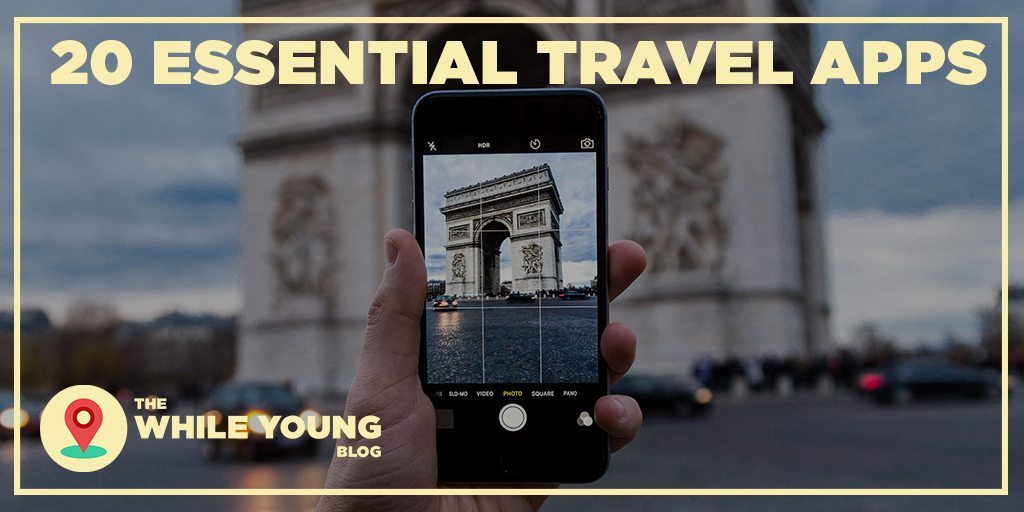 20 ESSENTIAL TRAVEL APPS
HDR
SLO-MO VIDEO PHOTO SQUARE PANO
THE
WHILE YOUNG
BLOG